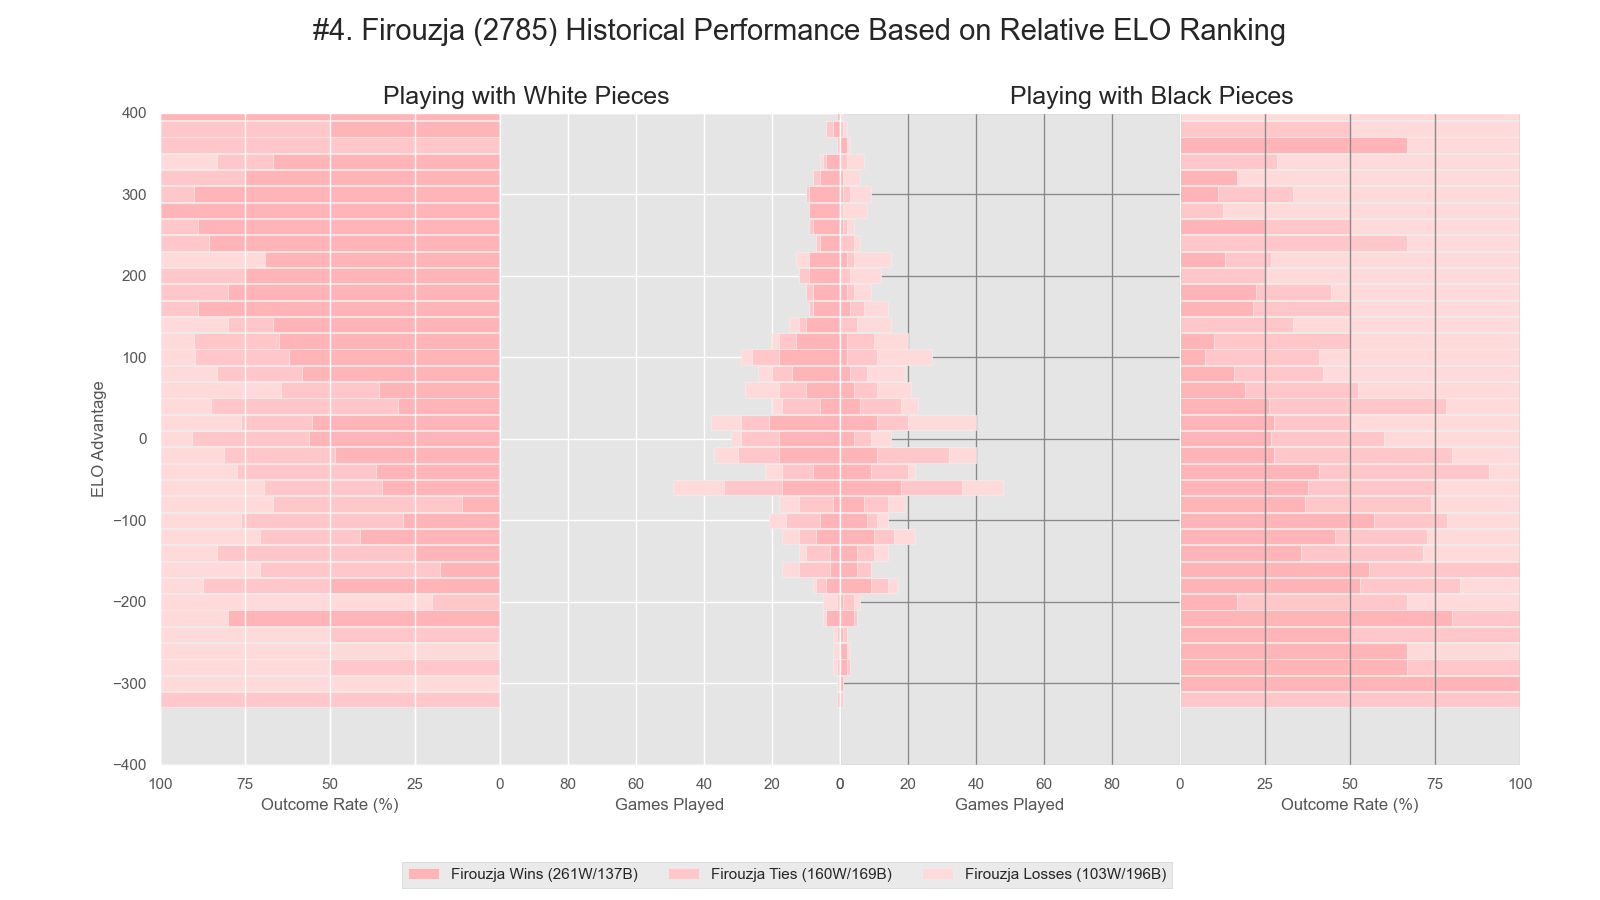 #4. Firouzja (2785) Historical Performance Based on Relative ELO Ranking
Playing with White Pieces
Playing with Black Pieces
ELO Advantage
400
300
200
100
0
−100
−200
−300
−400
100 75 50 25 0 80 60 40 20 0
0 20 40 60 80 0 25 50 75 100
Outcome Rate (%)
Games Played
Games Played
Outcome Rate (%)
Firouzja Wins (261W/137B)
Firouzja Ties (160W/169B)
Firouzja Losses (103W/196B)